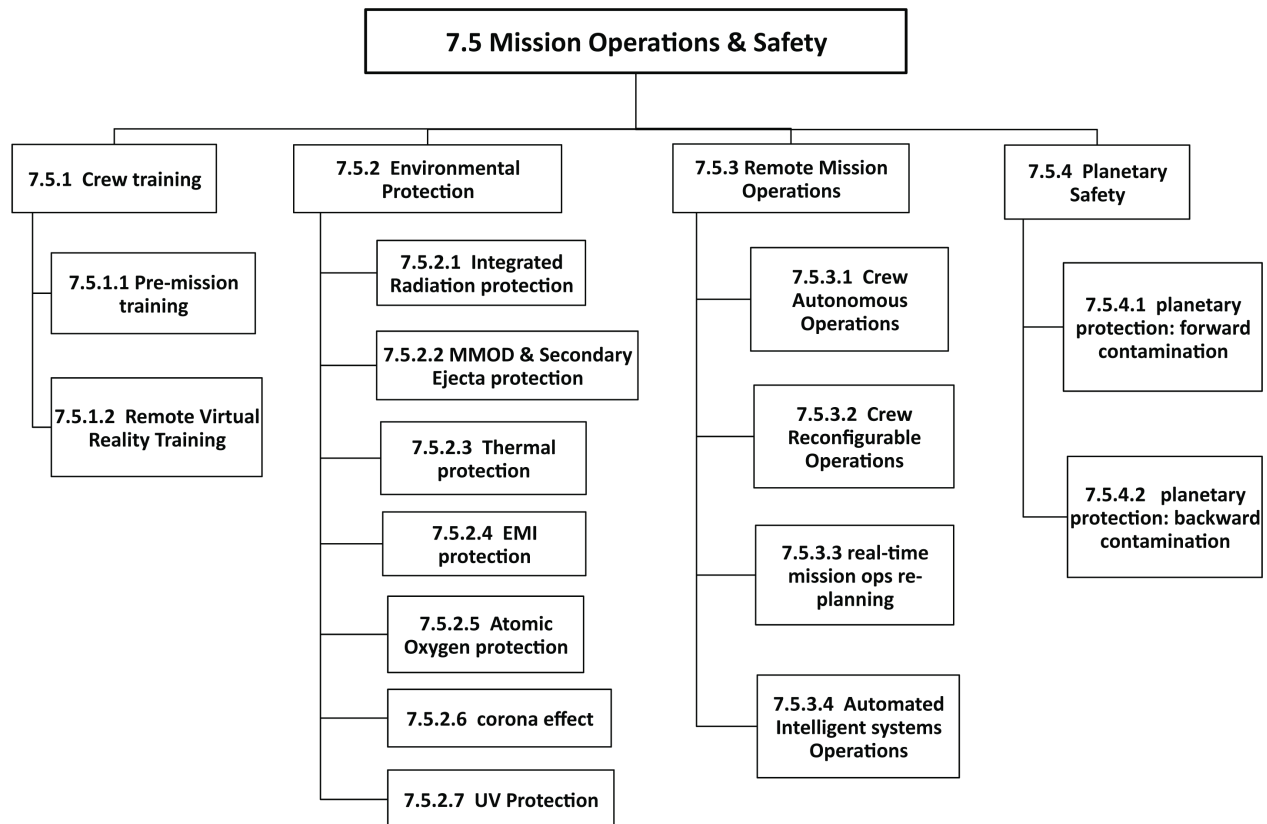 7.5 Mission Operations & Safety
7.5.1 Crew training
7.5.1.1 Pre-mission
training
7.5.1.2 Remote Virtual
Reality Training
7.5.2 Environmental
Protection
7.5.2.1 Integrated
Radiation protection
7.5.2.2 MMOD & Secondary
Ejecta protection
7.5.2.3 Thermal
protection
7.5.2.4 EMI
protection
7.5.2.5 Atomic
Oxygen protection
7.5.2.6 corona effect
7.5.2.7 UV Protection
7.5.3 Remote Mission
Operations
7.5.3.1 Crew
Autonomous
Operations
7.5.3.2 Crew
Reconfigurable
Operations
7.5.3.3 real-time
mission ops re-
planning
7.5.3.4 Automated
Intelligent systems
Operations
7.5.4 Planetary
Safety
7.5.4.1 planetary
protection: forward
contamination
7.5.4.2 planetary
protection: backward
contamination